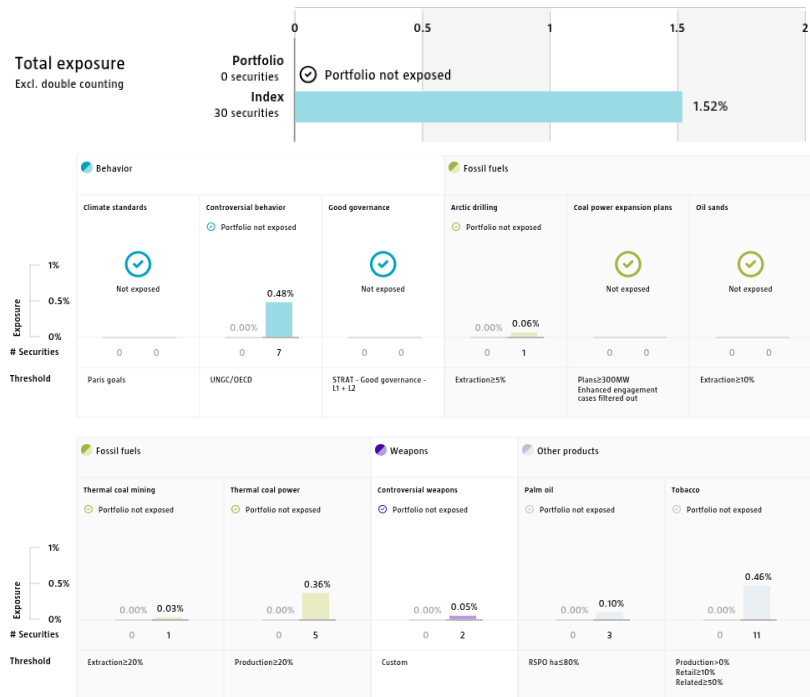 0 0.5 1 1.5 2
Total exposure
Excl. double counting
Portfolio
0 securities
Portfolio not exposed
Index
30 securities
1.52%
Behavior
Fossil fuels
Climate standards
Controversial behavior
Good governance
Arctic drilling
Coal power expansion plans
Oil sands
Portfolio not exposed
Portfolio not exposed
Not exposed
Not exposed
Not exposed
Not exposed
Exposure
1%
0.5%
0%
0.00% 0.48%
0.00% 0.06%
# Securities
0 0
0 7
0 0
0 1
0 0
0 0
Threshold
Paris goals
UNGC/OECD
STRAT - Good governance -
L1 + L2
Extraction≥5%
Plans≥300MW
Enhanced engagement
cases filtered out
Extraction≥10%
Fossil fuels
Weapons
Other products
Thermal coal mining
Thermal coal power
Controversial weapons
Palm oil
Tobacco
Portfolio not exposed
Portfolio not exposed
Portfolio not exposed
Portfolio not exposed
Portfolio not exposed
Exposure
1%
0.5%
0%
0.00% 0.03%
0.00% 0.36%
0.00% 0.05%
0.00% 0.10%
0.00% 0.46%
# Securities
0 1
0 5
0 2
0 3
0 11
Threshold
Extraction≥20%
Production≥20%
Custom
RSPO ha≤80%
Production>0%
Retail≥10%
Related≥50%